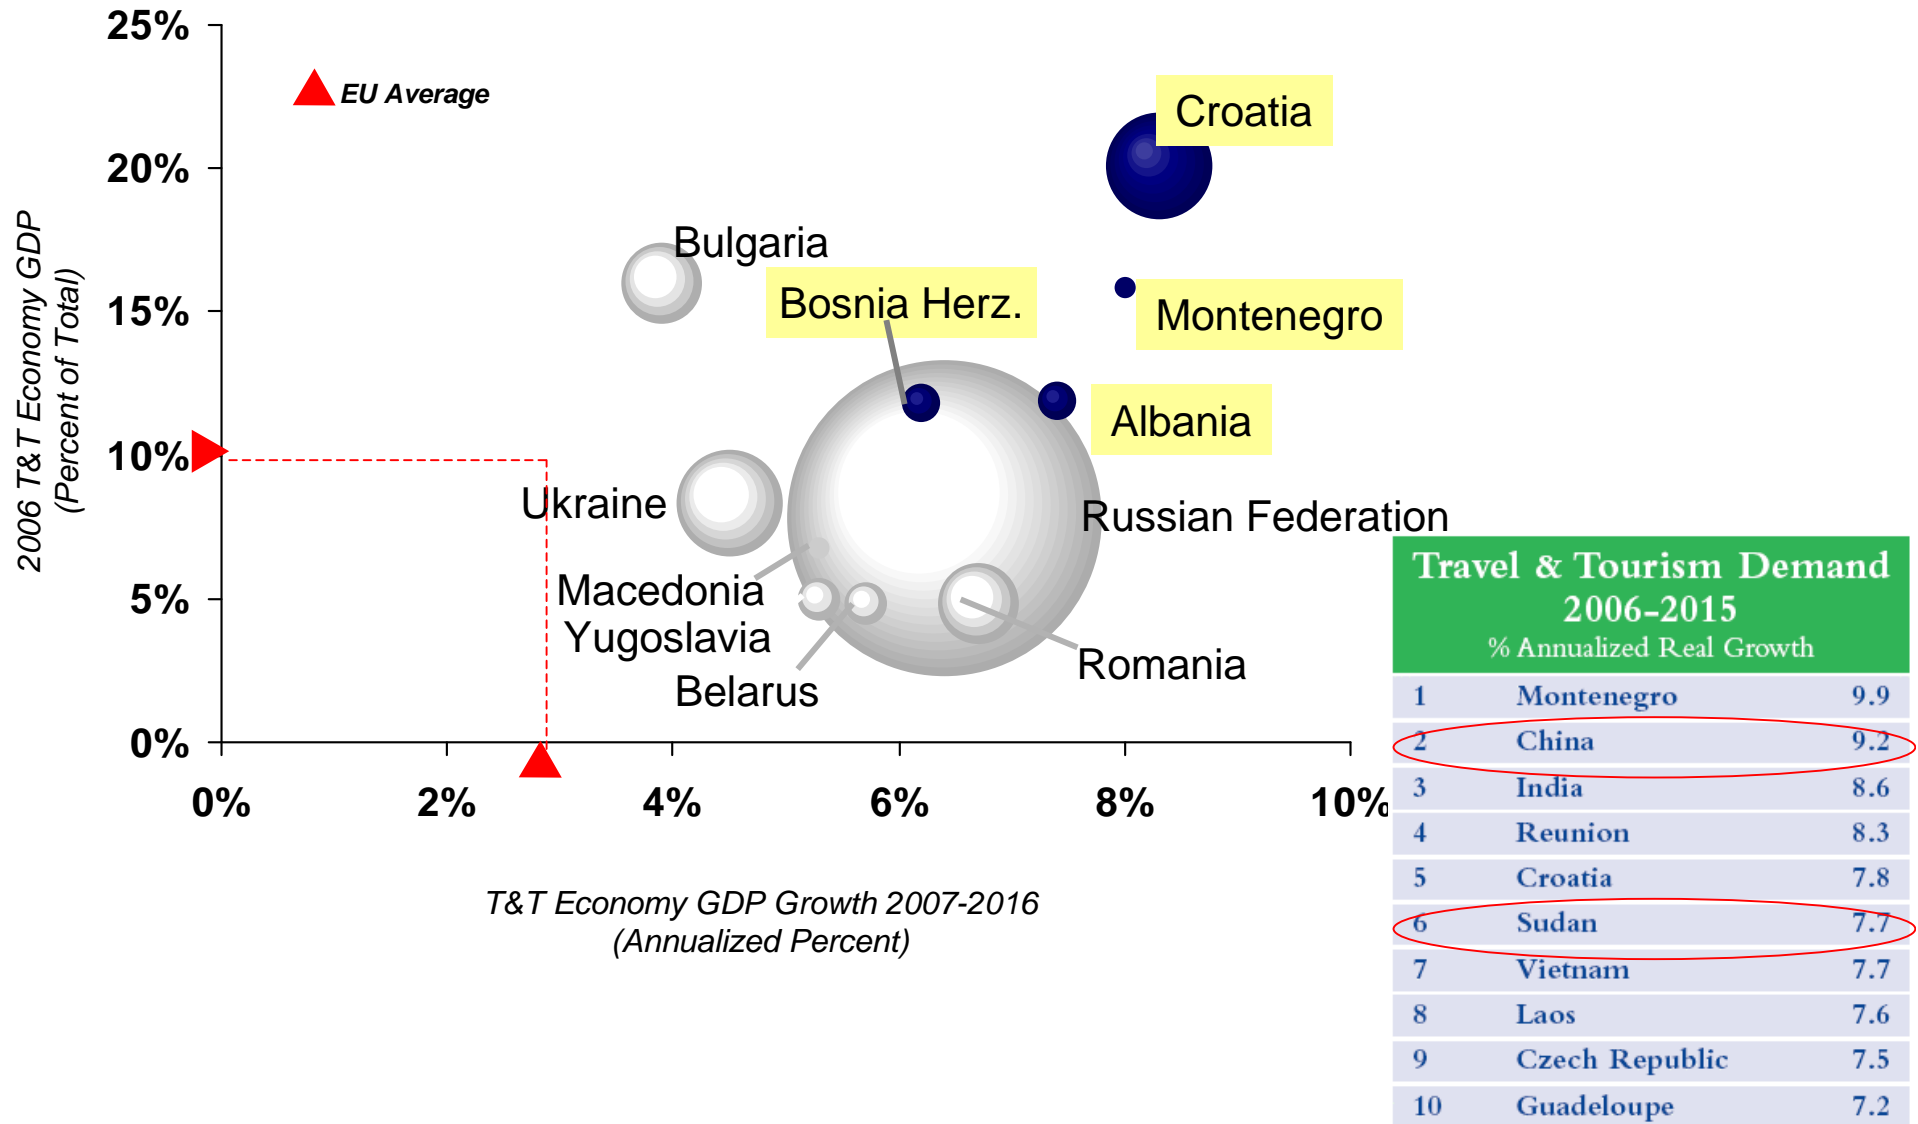 25%
EU Average
Croatia
20%
Bulgaria
Bosnia Herz.
15%
Montenegro
2006 T&T Economy GDP
(Percent of Total)
Albania
10%
Ukraine
Russian Federation
Macedonia
5%
Yugoslavia
Romania
Belarus
0%
0% 2% 4% 6% 8% 10%
T&T Economy GDP Growth 2007-2016
(Annualized Percent)
Travel & Tourism Demand
2006-2015
% Annualized Real Growth
1 Montenegro 9.9
2 China 9.2
3 India 8.6
4 Reunion 8.3
5 Croatia 7.8
6 Sudan 7.7
7 Vietnam 7.7
8 Laos 7.6
9 Czech Republic 7.5
10 Guadeloupe 7.2